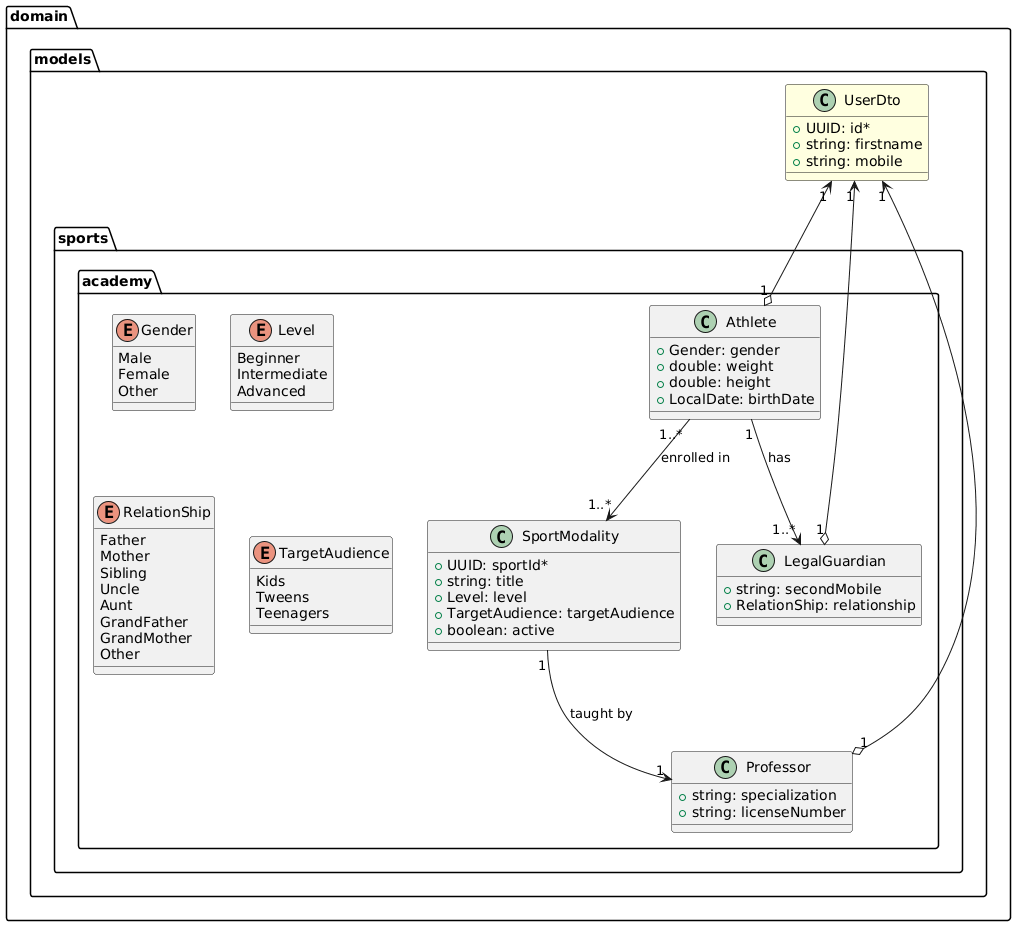 domain
models
C UserDto
UUID: id*
string: firstname
string: mobile
1 1 1
sports
academy
E Gender
Male
Female
Other
E Level
Beginner
Intermediate
Advanced
1
C Athlete
Gender: gender
double: weight
double: height
LocalDate: birthDate
1..* 1
enrolled in has
E RelationShip
Father
Mother
Sibling
Uncle
Aunt
GrandFather
GrandMother
Other
E TargetAudience
Kids
Tweens
Teenagers
1..*
C SportModality
UUID: sportId*
string: title
Level: level
TargetAudience: targetAudience
boolean: active
1..* 1
C LegalGuardian
string: secondMobile
RelationShip: relationship
1
taught by
1 1
C Professor
string: specialization
string: licenseNumber